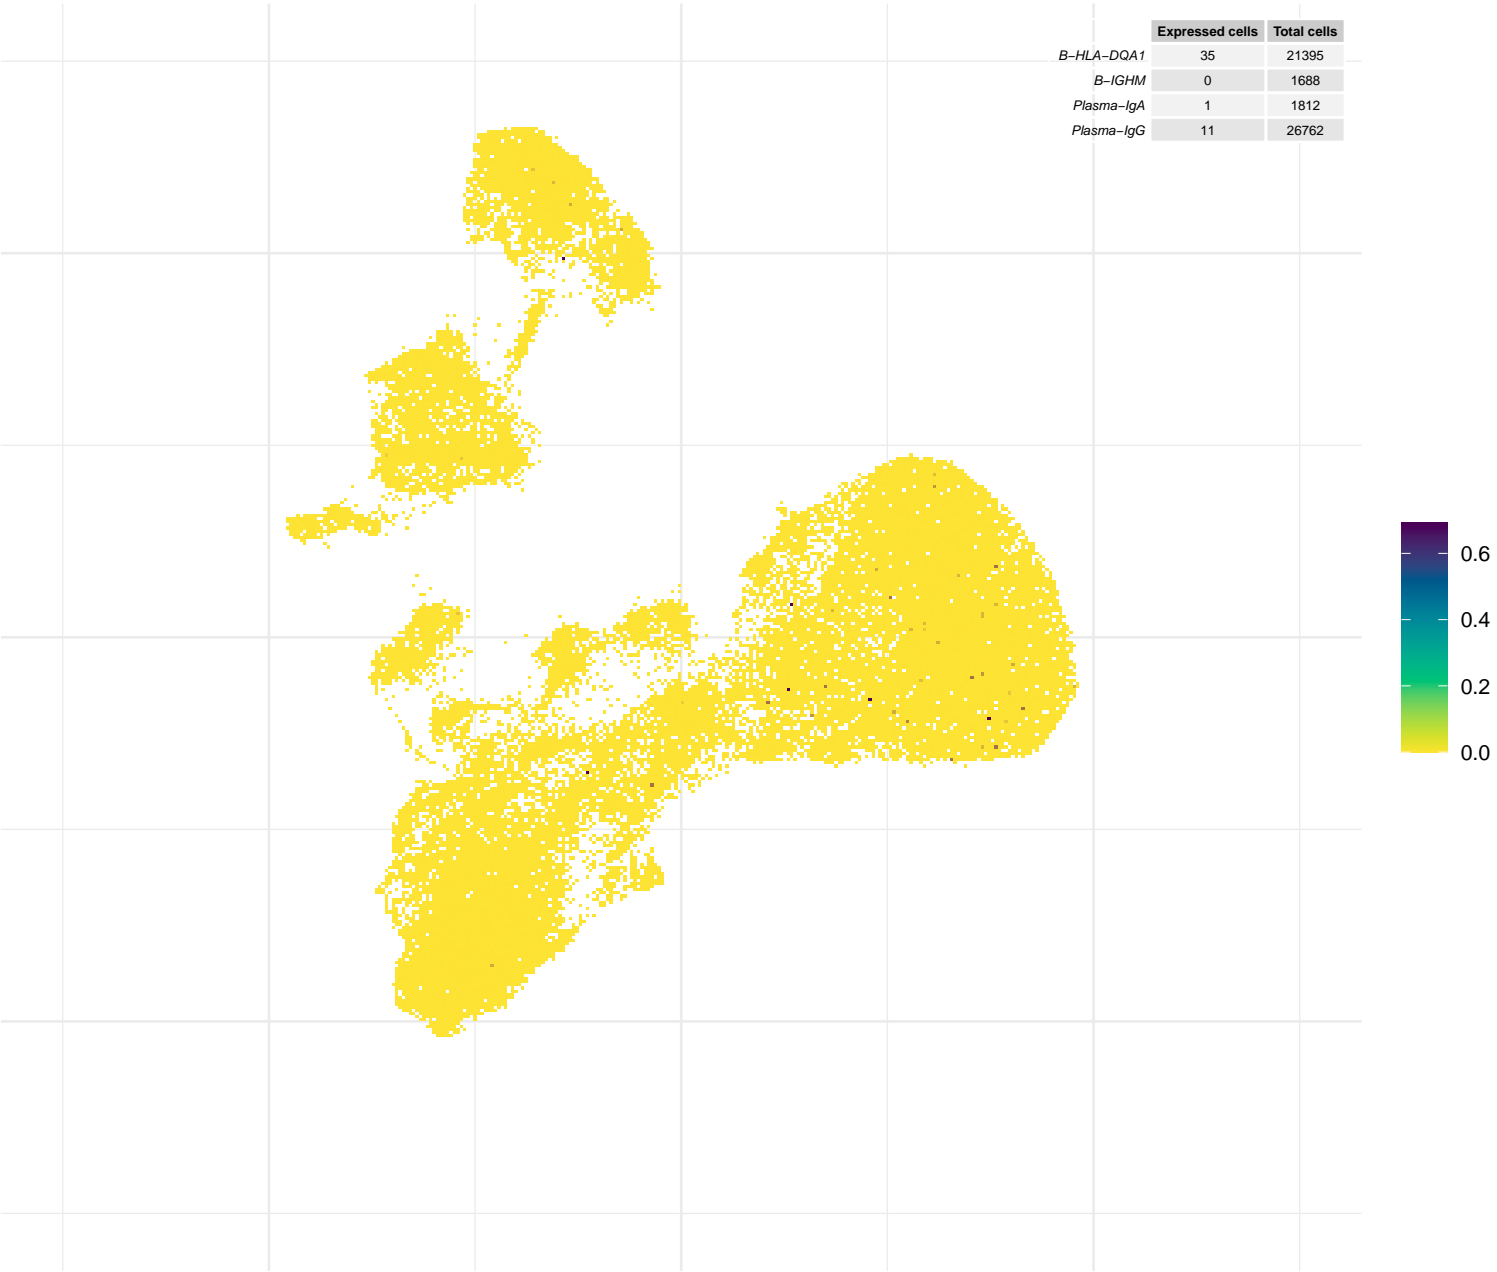 Expressed cells Total cells
B−HLA−DQA1 35 21395
B−IGHM 0 1688
Plasma−IgA 1 1812
Plasma−IgG 11 26762
0.6
0.4
0.2
0.0